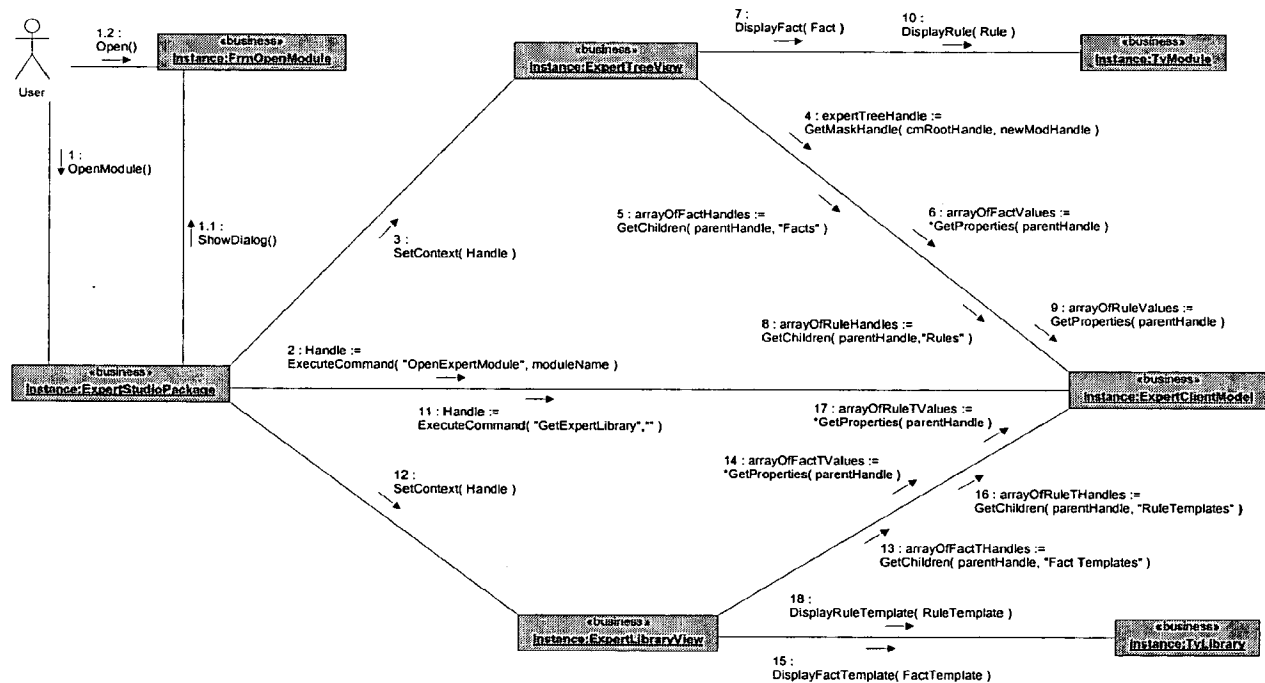 1.2 :
Open()
«business»
Instance:FrmOpenModule
User
1 :
OpenModule()
1.1 :
ShowDialog()
«business»
Instance:ExpertTreeView
7 :
DisplayFact( Fact )
10 :
DisplayRule( Rule )
«business»
Instance:TvModule
4 : expertTreeHandle :=
GetMaskHandle( cmRootHandle, newModHandle )
5 : arrayOfFactHandles :=
GetChildren( parentHandle, "Facts" )
6 : arrayOfFactValues :=
*GetProperties( parentHandle )
3 :
SetContext( Handle )
8 : arrayOfRuleHandles :=
GetChildren( parentHandle,"Rules" )
9 : arrayOfRuleValues :=
GetProperties( parentHandle )
2 : Handle :=
ExecuteCommand( "OpenExpertModule", moduleName )
«business»
Instance:ExpertStudioPackage
«business»
Instance:ExpertClientModel
11 : Handle :=
ExecuteCommand( "GetExpertLibrary","" )
17 : arrayOfRuleTValues :=
*GetProperties( parentHandle )
12 :
SetContext( Handle )
14 : arrayOfFactTValues :=
*GetProperties( parentHandle )
16 : arrayOfRuleTHandles :=
GetChildren( parentHandle, "RuleTemplates" )
13 : arrayOfFactTHandles :=
GetChildren( parentHandle, "Fact Templates" )
«business»
Instance:ExpertLibraryView
18 :
DisplayRuleTemplate( RuleTemplate )
15 :
DisplayFactTemplate( FactTemplate )
«business»
Instance:TvLibrary